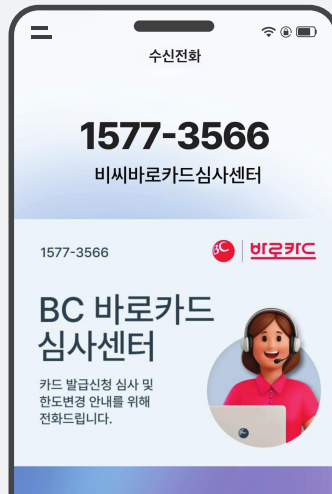 수신전화
1577-3566
비씨바로카드심사센터
1577-3566
BC 바로카드
BC 바로카드
심사센터
카드 발급신청 심사 및
한도변경 안내를 위해
전화드립니다.